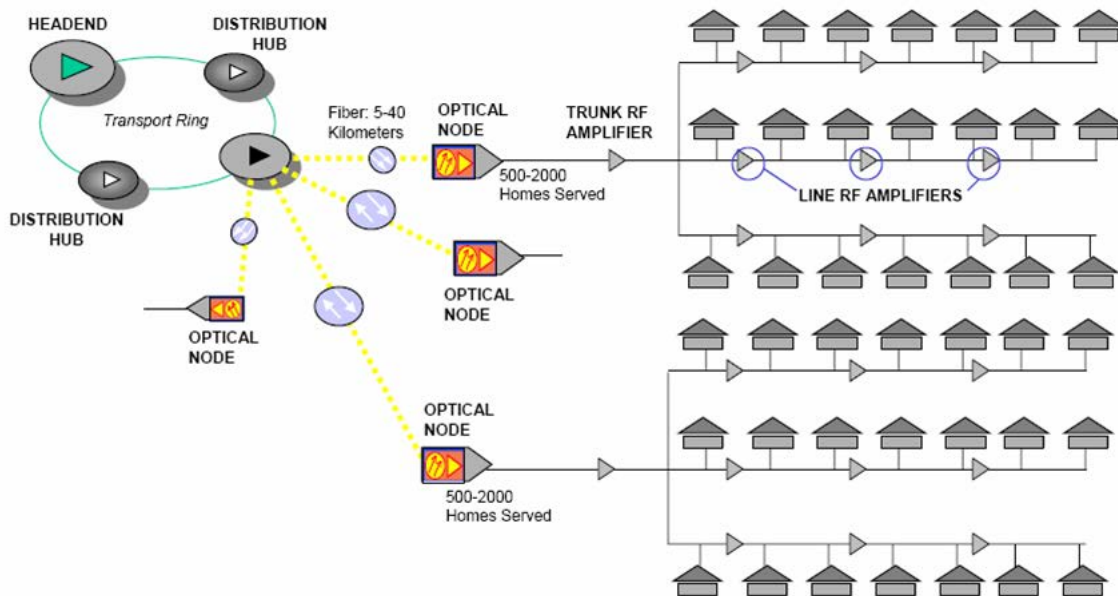 HEADEND
DISTRIBUTION
HUB
Transport Ring
DISTRIBUTION
HUB
Fiber: 5-40
Kilometers
OPTICAL
NODE
500-2000
Homes Served
TRUNK RF
AMPLIFIER
LINE RF AMPLIFIERS
OPTICAL
NODE
OPTICAL
NODE
OPTICAL
NODE
500-2000
Homes Served